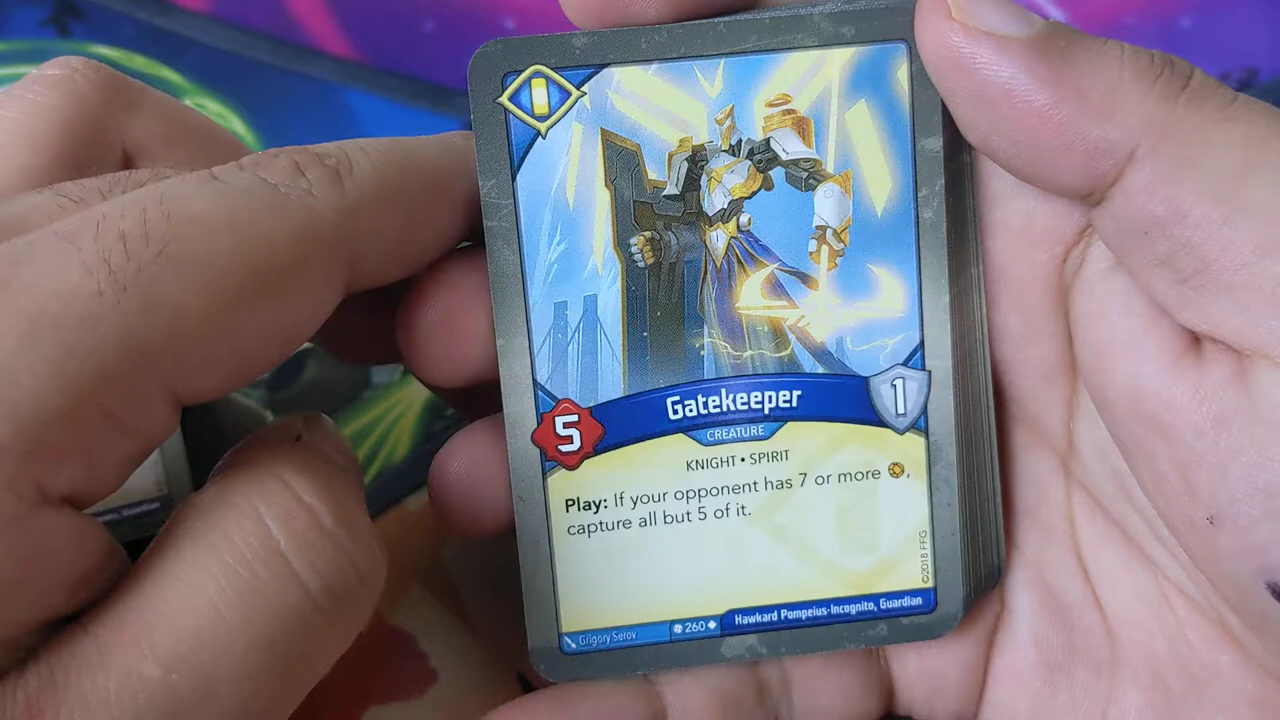 Gatekeeper
1
5
CREATURE
KNIGHT • SPIRIT
Play: If your opponent has 7 or more ,
capture all but 5 of it.
©2018 FFG
Grigory Serov
260
Hawkard Pompeius-Incognito, Guardian